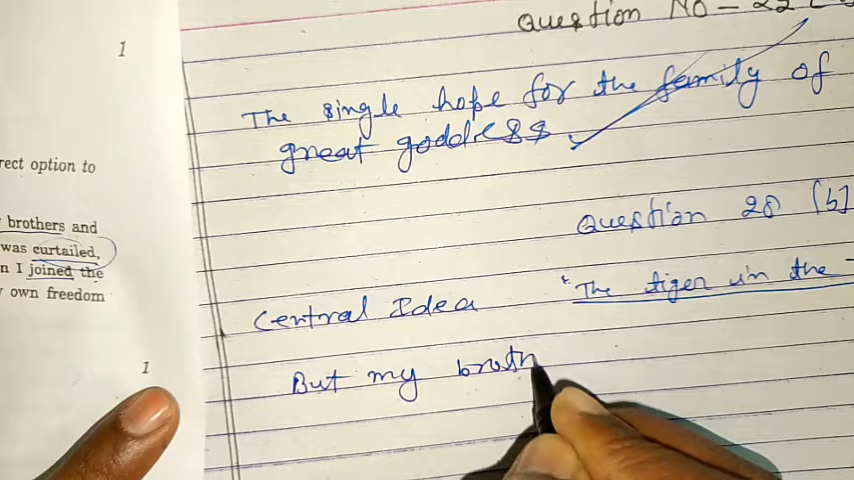 1
rect option to
brothers and
was curtailed,
n I joined the
own freedom
1
Question No - 22
The single hope for the family of
great goddess
Question 28 [b]
Central Idea "The tiger in the
But my broth